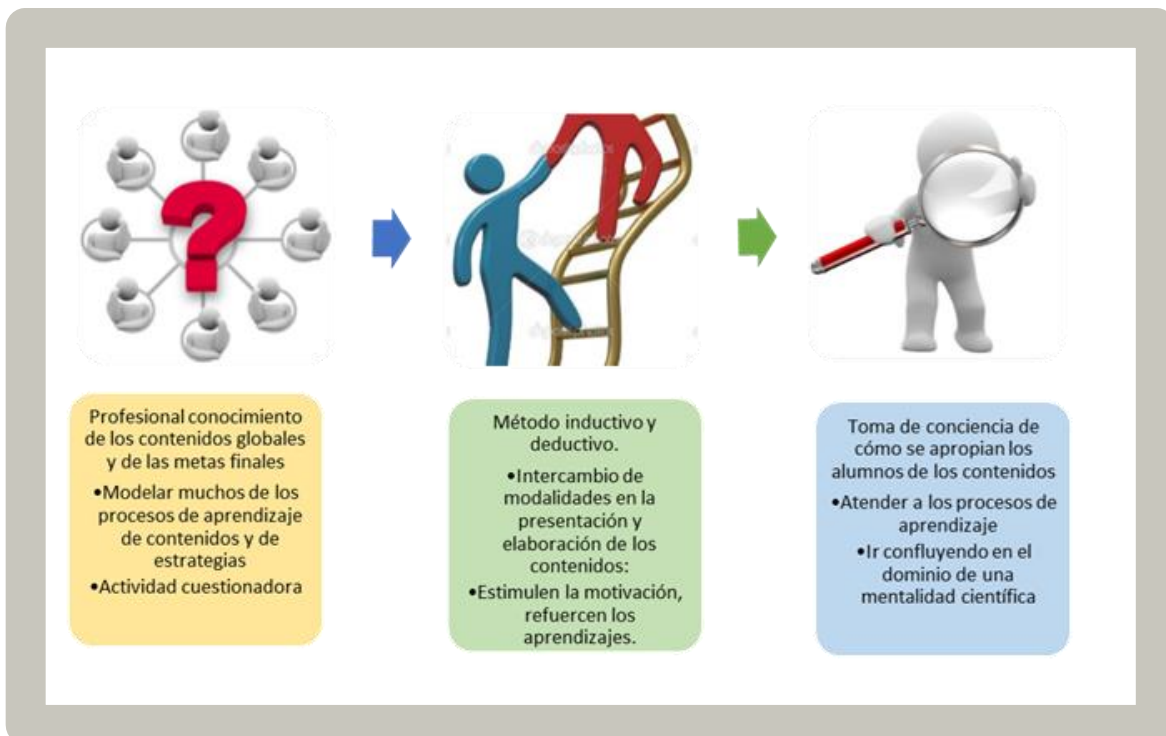 Profesional conocimiento
de los contenidos globales
y de las metas finales
•Modelar muchos de los
procesos de aprendizaje
de contenidos y de
estrategias
•Actividad cuestionadora
Método inductivo y
deductivo.
•Intercambio de
modalidades en la
presentación y
elaboración de los
contenidos:
•Estimulen la motivación,
refuercen los
aprendizajes.
Toma de conciencia de
cómo se apropian los
alumnos de los contenidos
•Atender a los procesos de
aprendizaje
•Ir confluyendo en el
dominio de una
mentalidad científica